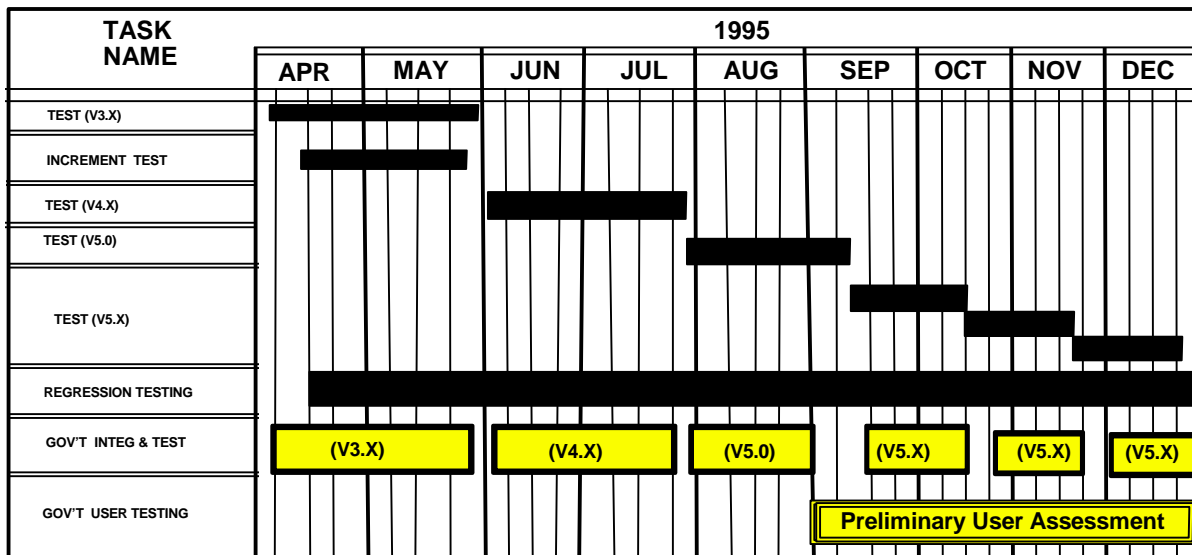 TASK
NAME
1995
APR MAY JUN JUL AUG SEP OCT NOV DEC
TEST (V3.X)
INCREMENT TEST
TEST (V4.X)
TEST (V5.0)
TEST (V5.X)
REGRESSION TESTING
GOV'T INTEG & TEST (V3.X) (V4.X) (V5.0) (V5.X) (V5.X) (V5.X)
GOV'T USER TESTING Preliminary User Assessment